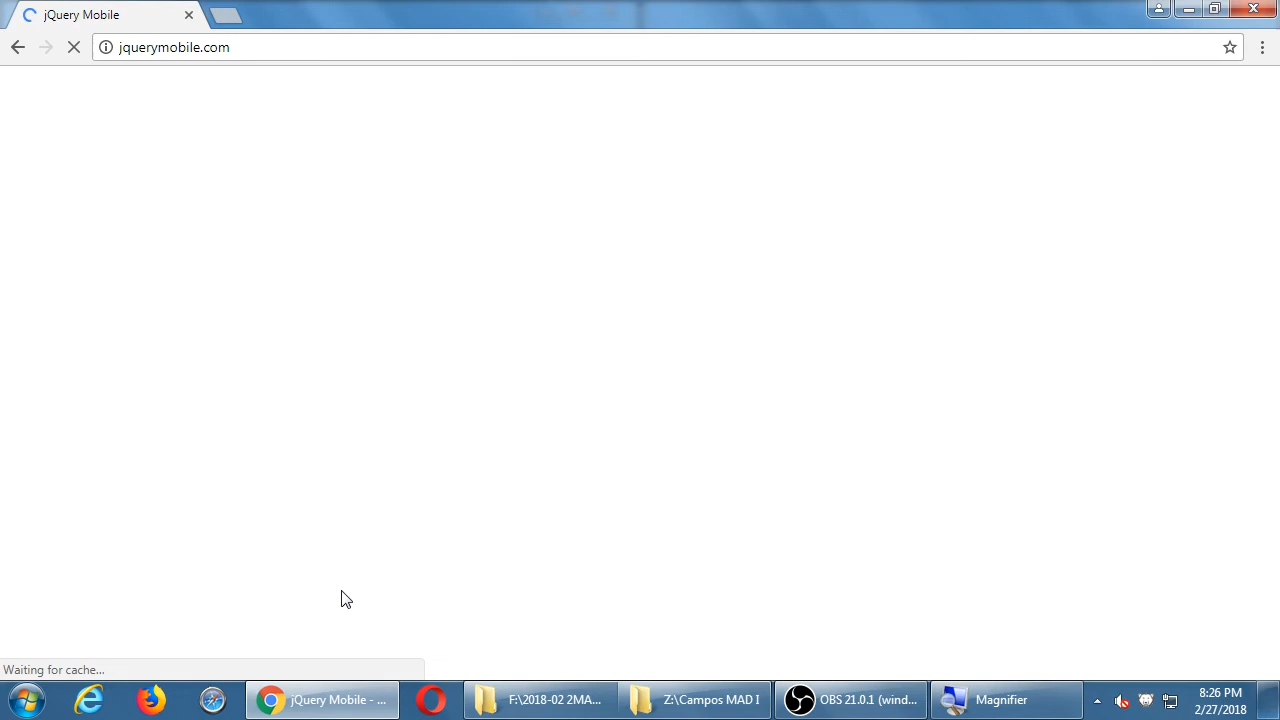 jQuery Mobile
jquerymobile.com
Waiting for cache...
jQuery Mobile - ...
F:\2018-02 2MA...
Z:\Campos MAD I
OBS 21.0.1 (wind...
Magnifier
8:26 PM
2/27/2018